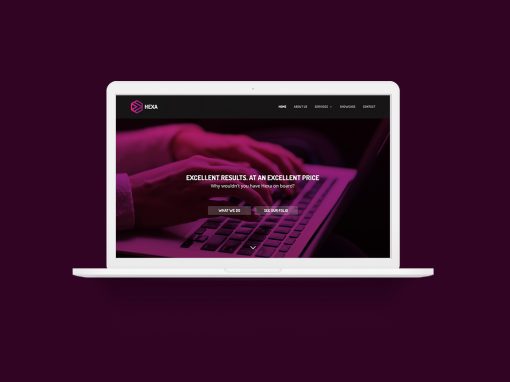 HEXA
HOME ABOUT US SERVICES SHOWCASE CONTACT
EXCELLENT RESULTS. AT AN EXCELLENT PRICE
Why wouldn't you have Hexa on board?
WHAT WE DO SEE OUR FOLIO